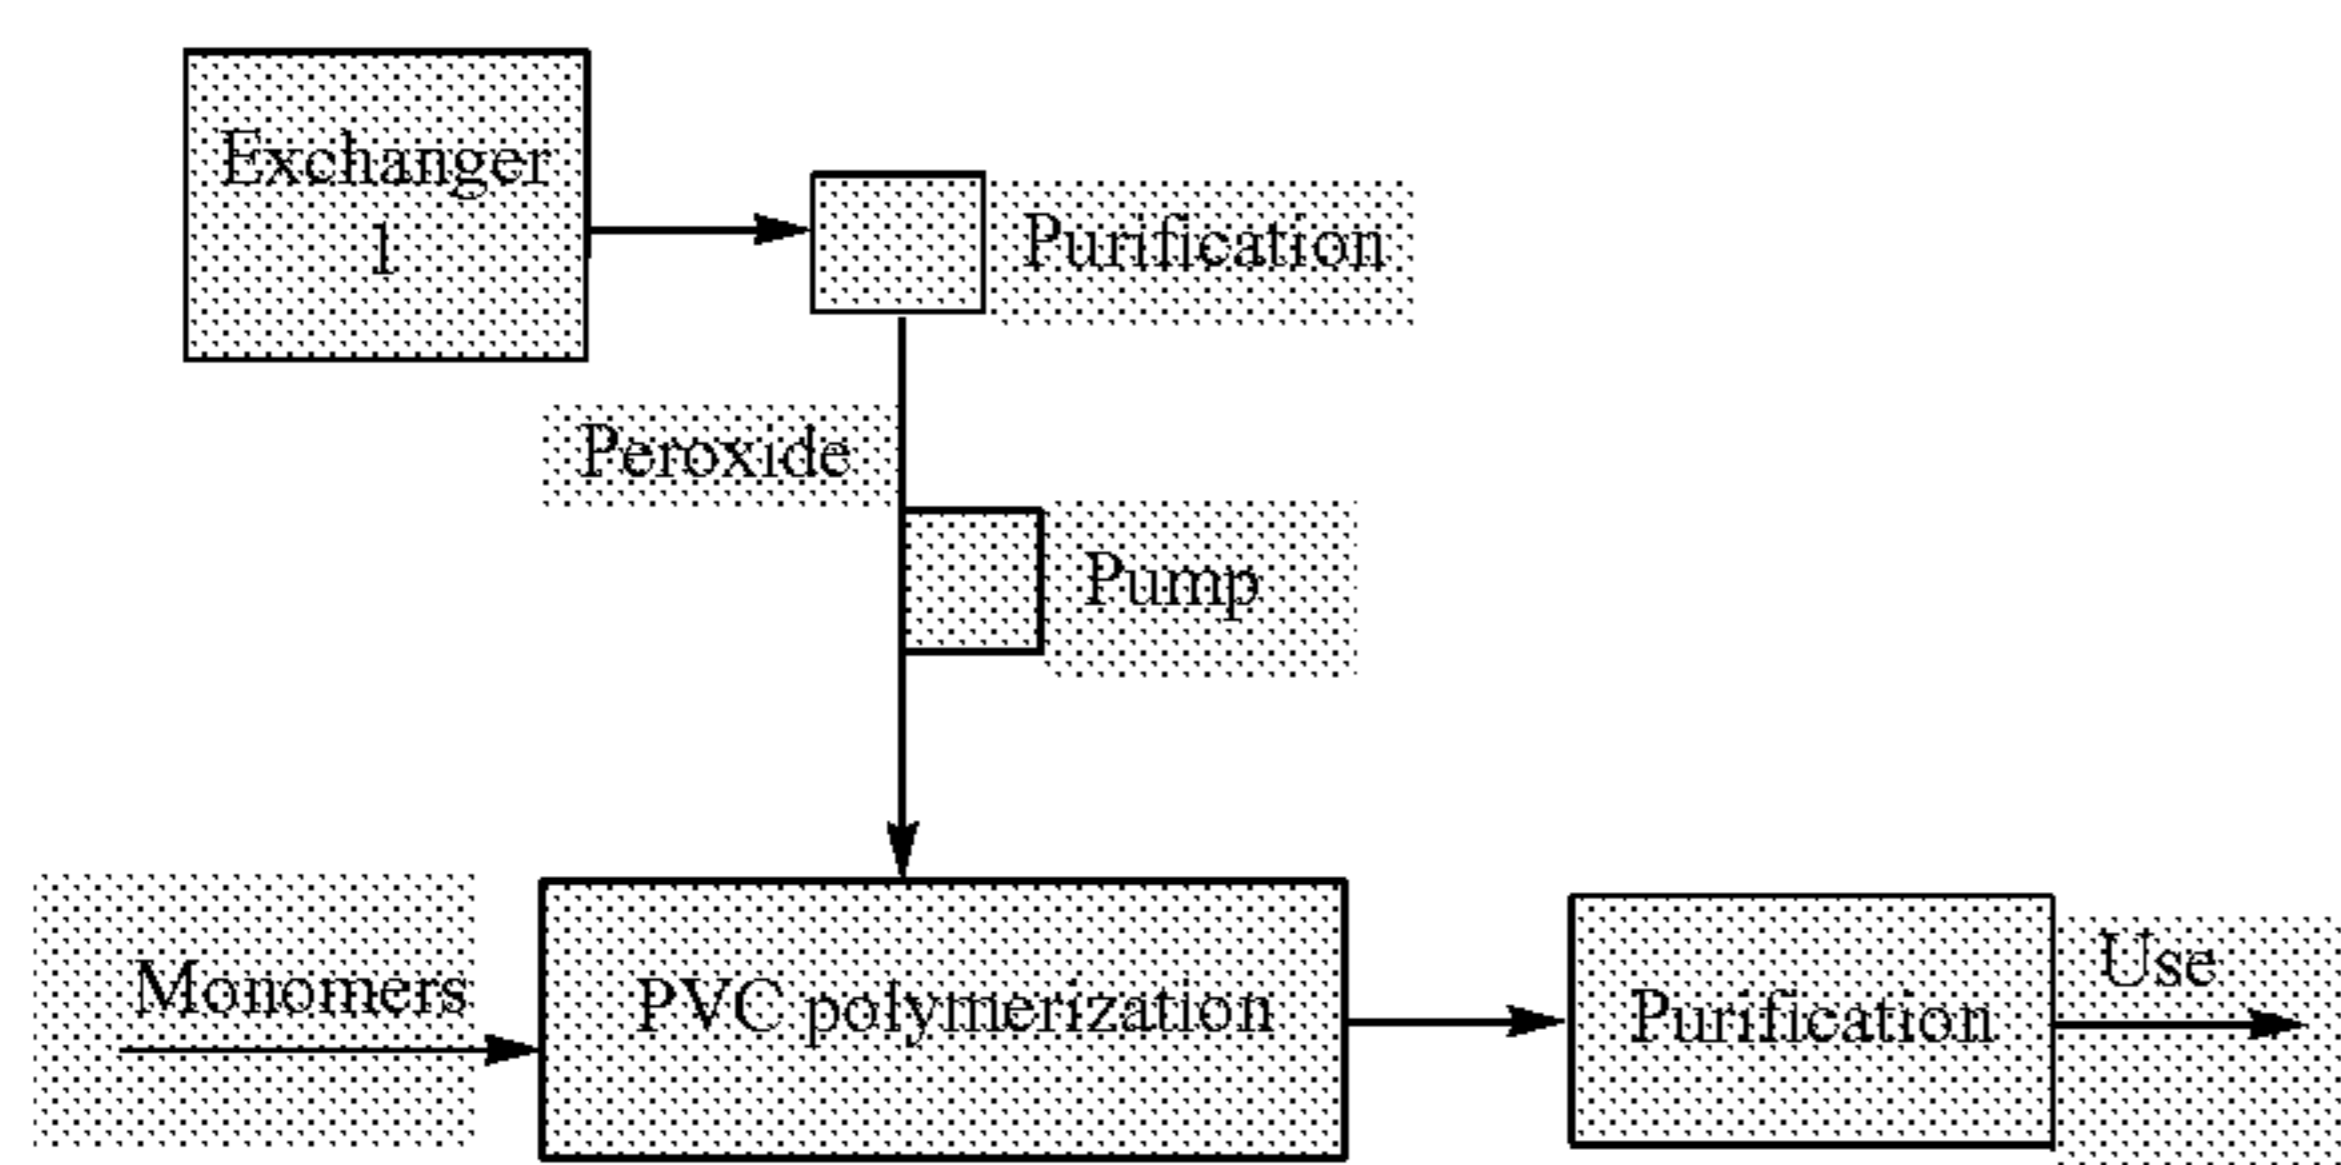 Exchanger
1
Purification
Peroxide
Pump
Monomers
PVC polymerization
Purification
Use